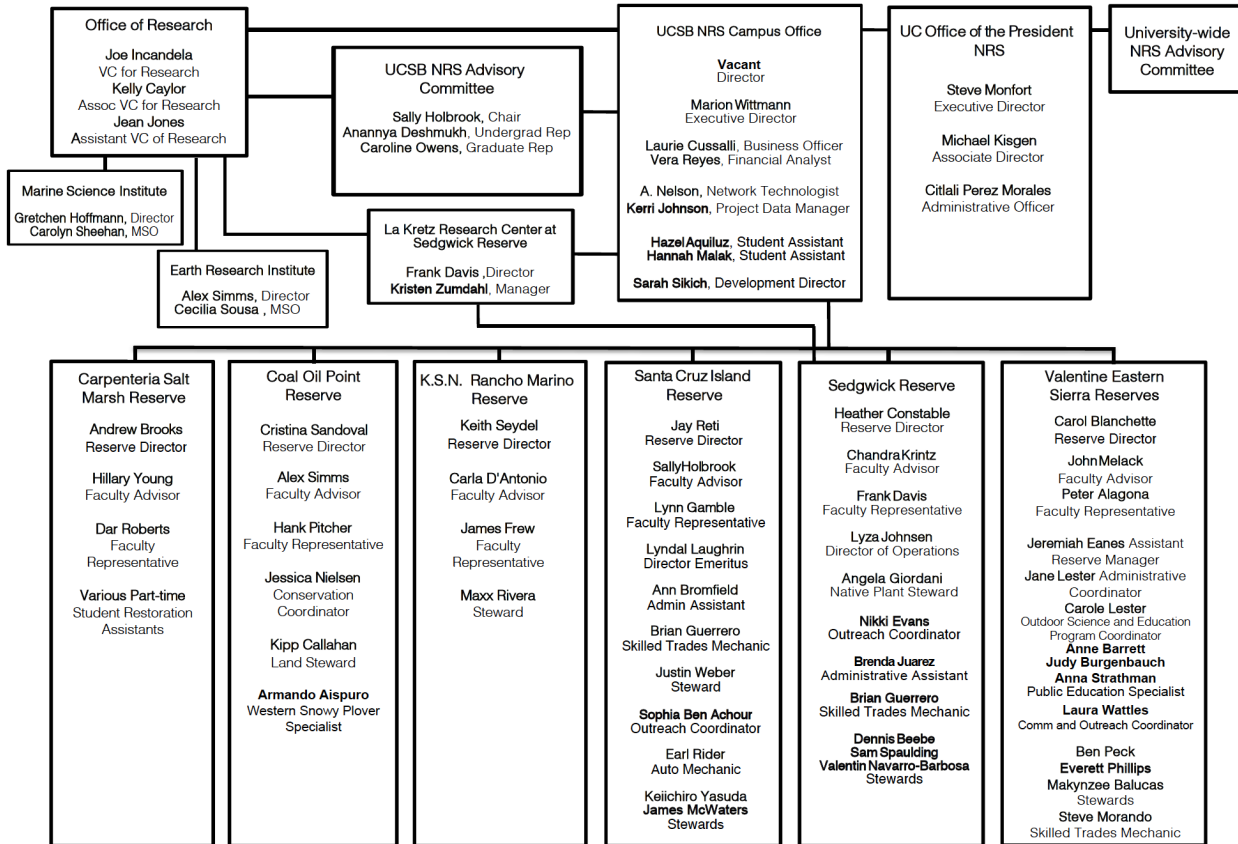 Office of Research
Joe Incandela
VC for Research
Kelly Caylor
Assoc VC for Research
Jean Jones
Assistant VC of Research
UCSB NRS Advisory
Committee
Sally Holbrook, Chair
Anannya Deshmukh, Undergrad Rep
Caroline Owens, Graduate Rep
UCSB NRS Campus Office
Vacant
Director
Marion Wittmann
Executive Director
Laurie Cussalli, Business Officer
Vera Reyes, Financial Analyst
A. Nelson, Network Technologist
Kerri Johnson, Project Data Manager
Hazel Aquiluz, Student Assistant
Hannah Malak, Student Assistant
Sarah Sikich, Development Director
UC Office of the President
NRS
Steve Monfort
Executive Director
Michael Kisgen
Associate Director
Citlali Perez Morales
Administrative Officer
University-wide
NRS Advisory
Committee
Marine Science Institute
Gretchen Hoffmann, Director
Carolyn Sheehan, MSO
Earth Research Institute
Alex Simms, Director
Cecilia Sousa , MSO
La Kretz Research Center at
Sedgwick Reserve
Frank Davis ,Director
Kristen Zumdahl, Manager
Carpenteria Salt
Marsh Reserve
Andrew Brooks
Reserve Director
Hillary Young
Faculty Advisor
Dar Roberts
Faculty
Representative
Various Part-time
Student Restoration
Assistants
Coal Oil Point
Reserve
Cristina Sandoval
Reserve Director
Alex Simms
Faculty Advisor
Hank Pitcher
Faculty Representative
Jessica Nielsen
Conservation
Coordinator
Kipp Callahan
Land Steward
Armando Aispuro
Western Snowy Plover
Specialist
K.S.N. Rancho Marino
Reserve
Keith Seydel
Reserve Director
Carla D'Antonio
Faculty Advisor
James Frew
Faculty
Representative
Maxx Rivera
Steward
Santa Cruz Island
Reserve
Jay Reti
Reserve Director
SallyHolbrook
Faculty Advisor
Lynn Gamble
Faculty Representative
Lyndal Laughrin
Director Emeritus
Ann Bromfield
Admin Assistant
Brian Guerrero
Skilled Trades Mechanic
Justin Weber
Steward
Sophia Ben Achour
Outreach Coordinator
Earl Rider
Auto Mechanic
Keiichiro Yasuda
James McWaters
Stewards
Sedgwick Reserve
Heather Constable
Reserve Director
Chandra Krintz
Faculty Advisor
Frank Davis
Faculty Representative
Lyza Johnsen
Director of Operations
Angela Giordani
Native Plant Steward
Nikki Evans
Outreach Coordinator
Brenda Juarez
Administrative Assistant
Brian Guerrero
Skilled Trades Mechanic
Dennis Beebe
Sam Spaulding
Valentin Navarro-Barbosa
Stewards
Valentine Eastern
Sierra Reserves
Carol Blanchette
Reserve Director
John Melack
Faculty Advisor
Peter Alagona
Faculty Representative
Jeremiah Eanes Assistant
Reserve Manager
Jane Lester Administrative
Coordinator
Carole Lester
Outdoor Science and Education
Program Coordinator
Anne Barrett
Judy Burgenbauch
Anna Strathman
Public Education Specialist
Laura Wattles
Comm and Outreach Coordinator
Ben Peck
Everett Phillips
Makynzee Balucas
Stewards
Steve Morando
Skilled Trades Mechanic